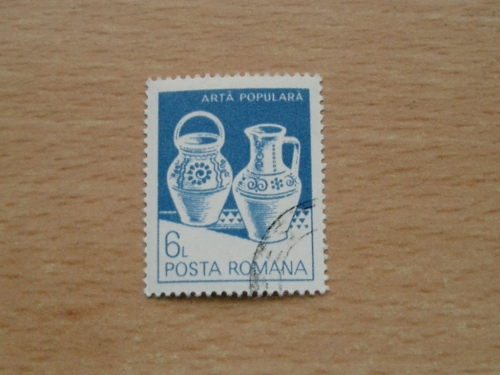 ARTĂ POPULARĂ
6L
POSTA ROMANA